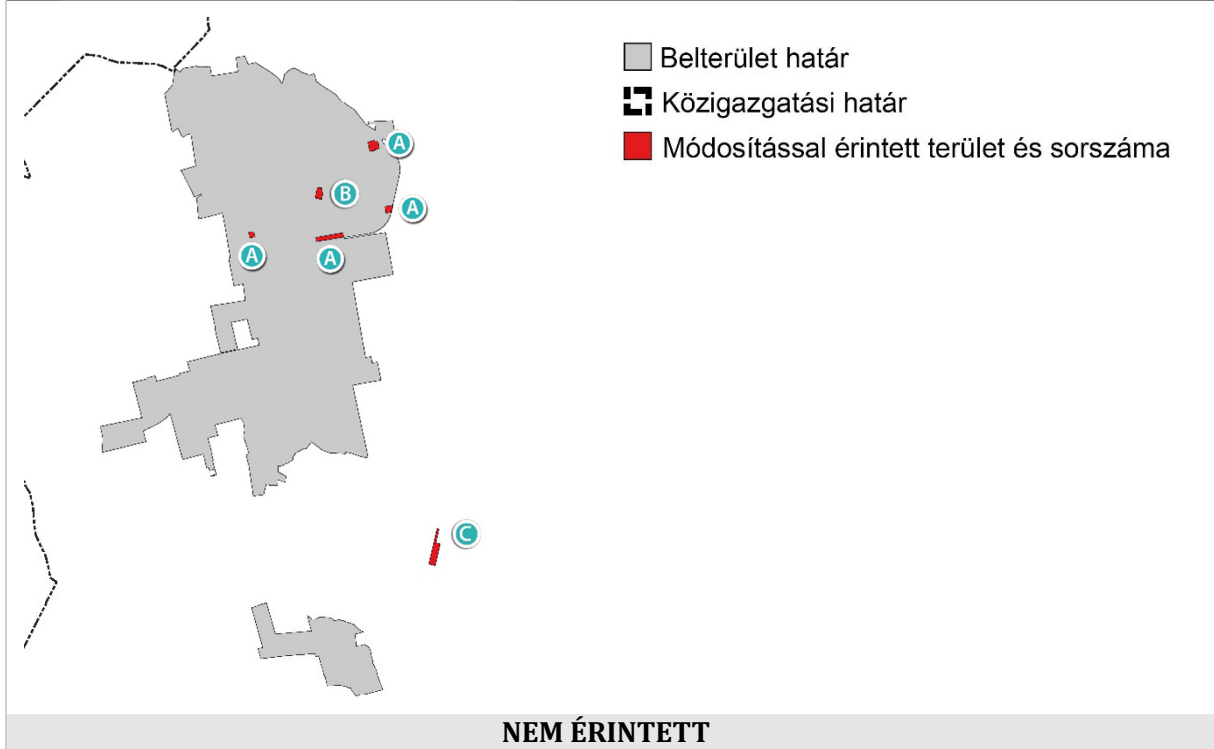 Belterület határ
Közigazgatási határ
Módosítással érintett terület és sorszáma
A
B
A
A
A
C
NEM ÉRINTETT